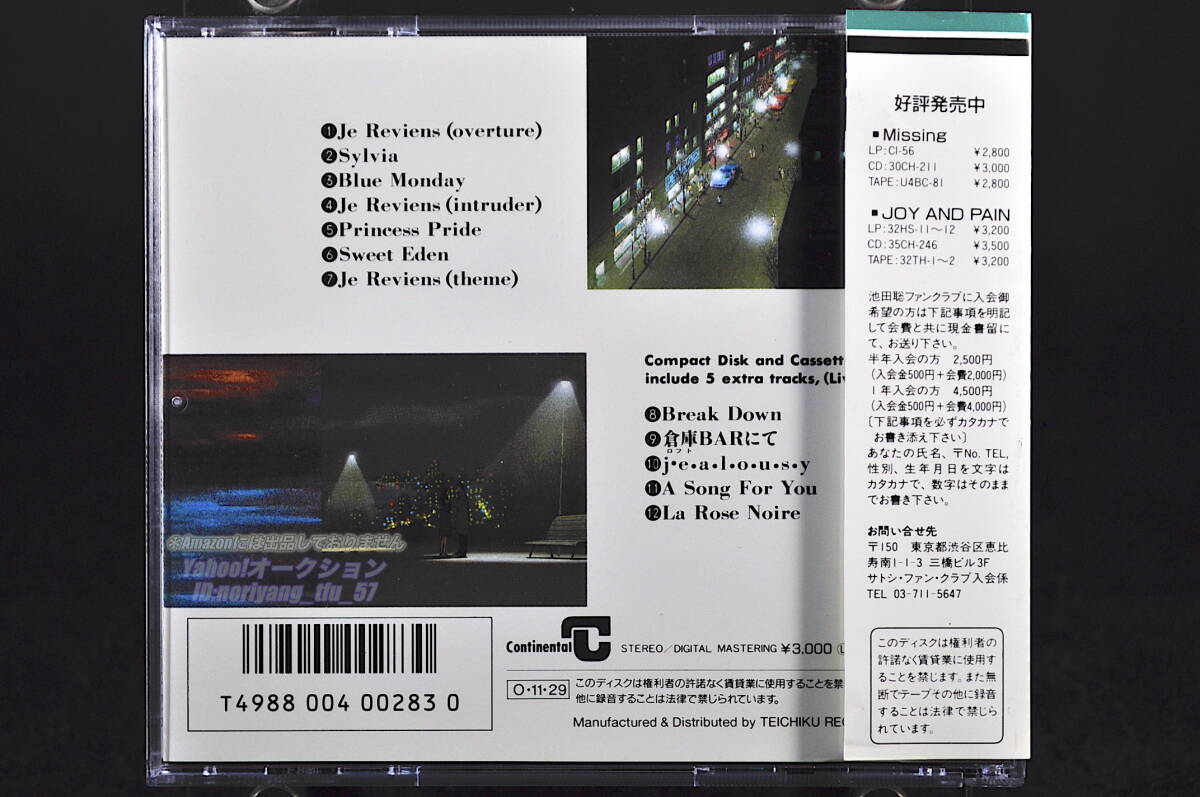 ❶Je Reviens (overture)
❷Sylvia
❸Blue Monday
❹Je Reviens (intruder)
❺Princess Pride
❻Sweet Eden
❼Je Reviens (theme)
Compact Disk and Cassett
include 5 extra tracks, (Liv
❽Break Down
❾倉庫BARにて
ロフト
❿j•e•a•l•o•u•s•y
⓫A Song For You
⓬La Rose Noire
※Amazonには出品しておりません
Yahoo!オークション
ID:noriyang_tfu_57
T4988 004 00283 0
Continental
STEREO/DIGITAL MASTERING ¥3,000 (L
O·11·29
このディスクは権利者の許諾なく賃貸業に使用することを禁
他に録音することは法律で禁じられています。
Manufactured & Distributed by TEICHIKU REC
好評発売中
■Missing
LP:CI-56 ¥2,800
CD:30CH-211 ¥3,000
TAPE:U4BC-81 ¥2,800
■JOY AND PAIN
LP:32HS-11〜12 ¥3,200
CD:35CH-246 ¥3,500
TAPE:32TH-1〜2 ¥3,200
池田聡ファンクラブに入会御
希望の方は下記事項を明記
して会費と共に現金書留に
て、お送り下さい。
半年入会の方 2,500円
(入会金500円+会費2,000円)
1年入会の方 4,500円
(入会金500円+会費4,000円)
〔下記事項を必ずカタカナで
お書き添え下さい〕
あなたの氏名、〒No. TEL,
性別、生年月日を文字は
カタカナで、数字はそのまま
でお書き下さい。
お問い合せ先
〒150 東京都渋谷区恵比
寿南1-1-3 三橋ビル3F
サトシ・ファン・クラブ入会係
TEL 03-711-5647
このディスクは権利者の
許諾なく賃貸業に使用す
ることを禁じます。また無
断でテープその他に録音
することは法律で禁じら
れています。